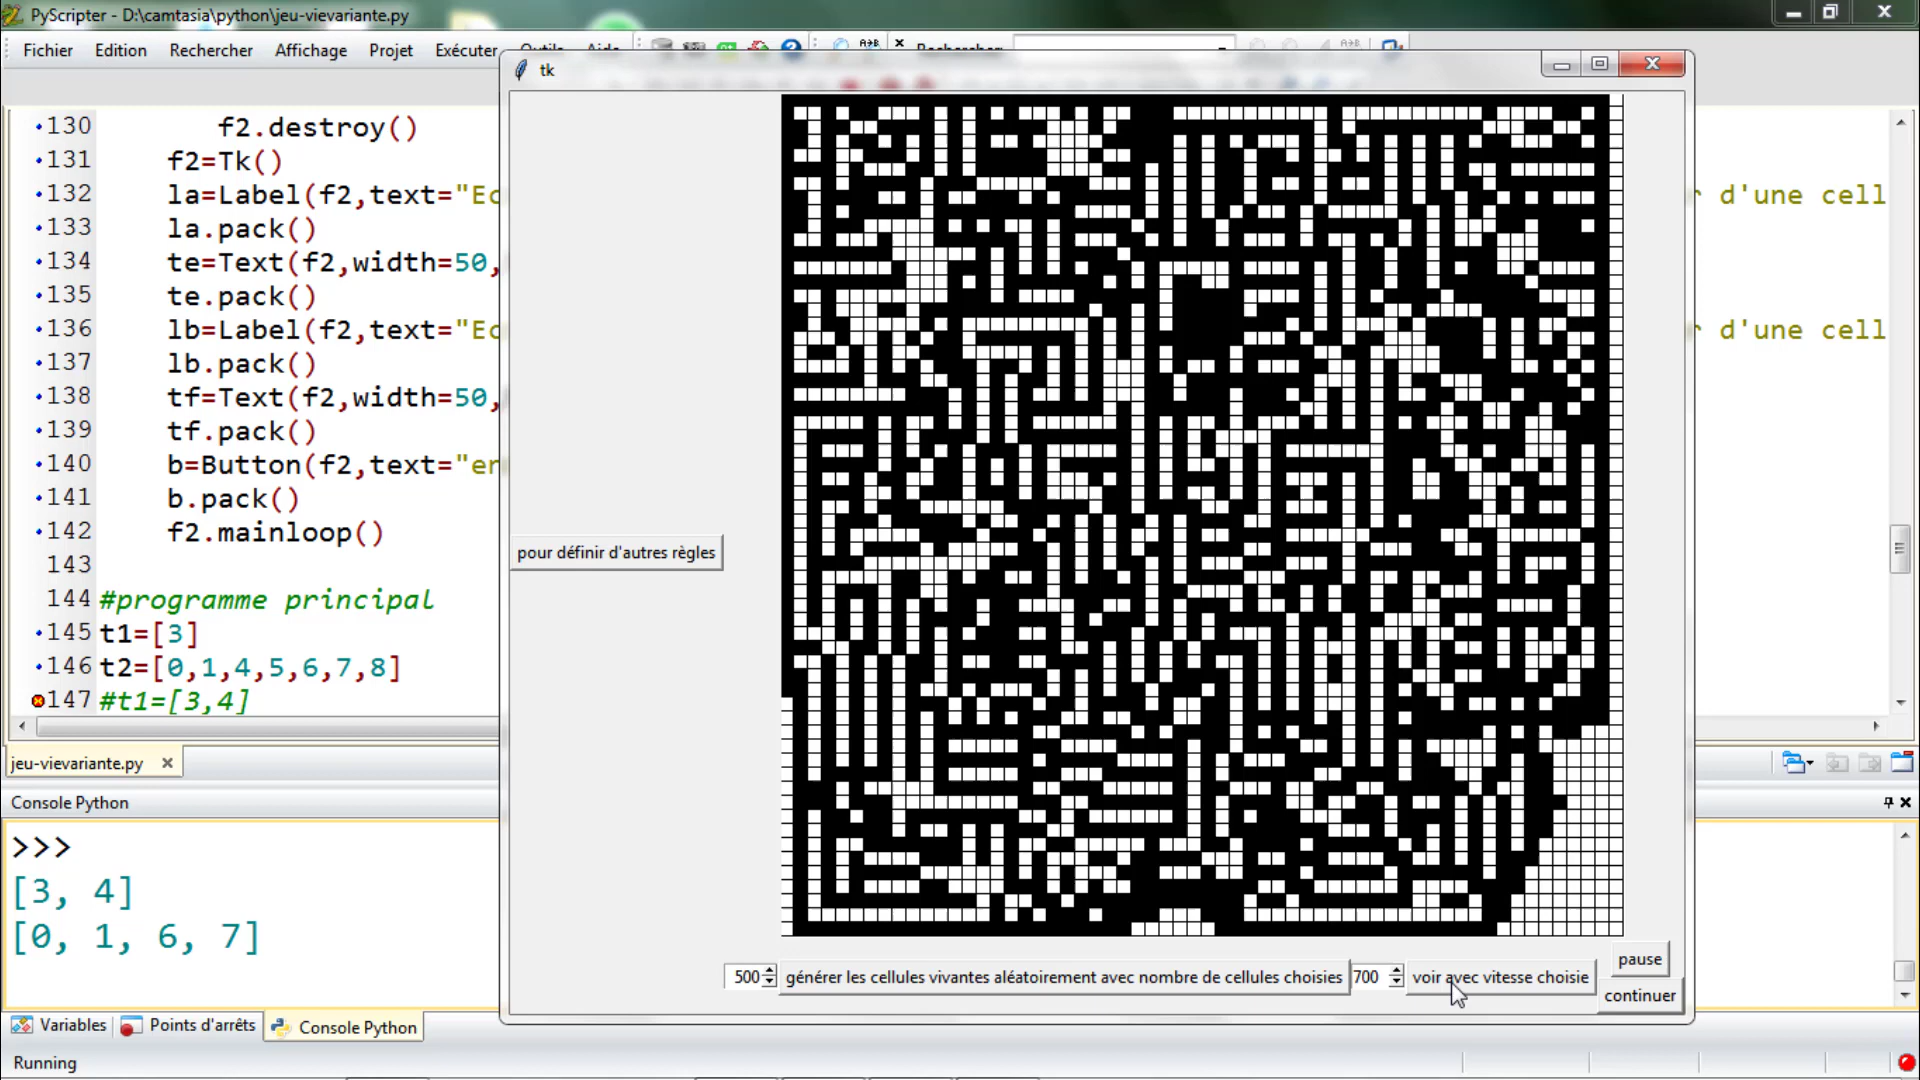 PyScripter - D:\camtasia\python\jeu-vievariante.py
Fichier Edition Rechercher Affichage Projet Exécuter Outils Aide Rechercher:
tk
130 f2.destroy()
131 f2=Tk()
132 la=Label(f2,text="Ec
d'une cell
133 la.pack()
134 te=Text(f2,width=50,
135 te.pack()
136 lb=Label(f2,text="Ec
d'une cell
137 lb.pack()
138 tf=Text(f2,width=50,
139 tf.pack()
140 b=Button(f2,text="en
141 b.pack()
142 f2.mainloop()
143
144 #programme principal
145 t1=[3]
146 t2=[0,1,4,5,6,7,8]
147 #t1=[3,4]
pour définir d'autres règles
jeu-vievariante.py
Console Python
>>>
[3, 4]
[0, 1, 6, 7]
500 générer les cellules vivantes aléatoirement avec nombre de cellules choisies 700 voir avec vitesse choisie
pause
continuer
Variables Points d'arrêts Console Python
Running